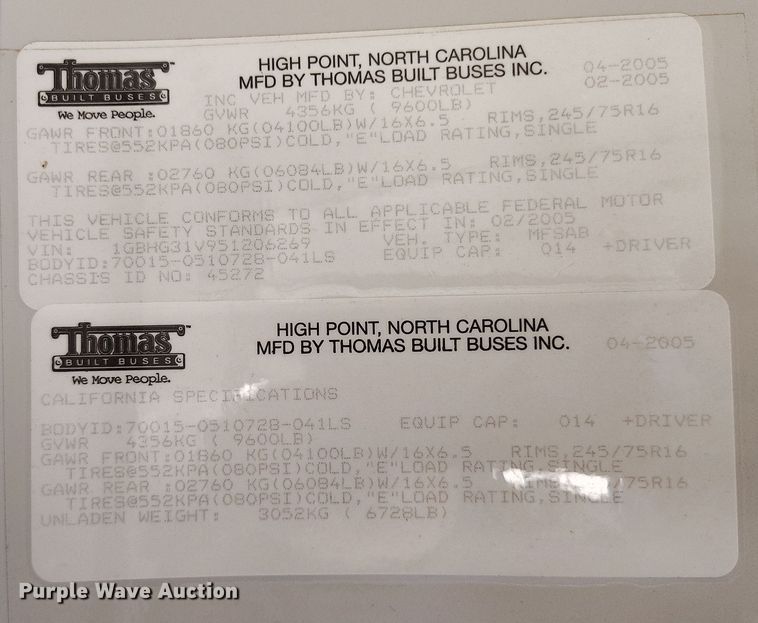 Thomas™
BUILT BUSES
We Move People.
HIGH POINT, NORTH CAROLINA
MFD BY THOMAS BUILT BUSES INC.
04-2005
INC VEH MFD BY: CHEVROLET 02-2005
GVWR 4356KG ( 9600LB)
GAWR FRONT:01860 KG(04100LB)W/16X6.5 RIMS,245/75R16
TIRES@552KPA(080PSI)COLD,"E"LOAD RATING,SINGLE
GAWR REAR :02760 KG(06084LB)W/16X6.5 RIMS,245/75R16
TIRES@552KPA(080PSI)COLD,"E"LOAD RATING,SINGLE
THIS VEHICLE CONFORMS TO ALL APPLICABLE FEDERAL MOTOR
VEHICLE SAFETY STANDARDS IN EFFECT IN: 02/2005
VIN: 1GBHG31V951206269 VEH. TYPE: MFSAB
BODYID:70015-0510728-041LS EQUIP CAP: 014 +DRIVER
CHASSIS ID NO: 45272
Thomas™
BUILT BUSES
We Move People.
HIGH POINT, NORTH CAROLINA
MFD BY THOMAS BUILT BUSES INC. 04-2005
CALIFORNIA SPECIFICATIONS
BODYID:70015-0510728-041LS EQUIP CAP: 014 +DRIVER
GVWR 4356KG ( 9600LB)
GAWR FRONT:01860 KG(04100LB)W/16X6.5 RIMS,245/75R16
TIRES@552KPA(080PSI)COLD,"E"LOAD RATING,SINGLE
GAWR REAR :02760 KG(06084LB)W/16X6.5 RIMS,245/75R16
TIRES@552KPA(080PSI)COLD,"E"LOAD RATING,SINGLE
UNLADEN WEIGHT: 3052KG ( 6728LB)
Purple Wave Auction